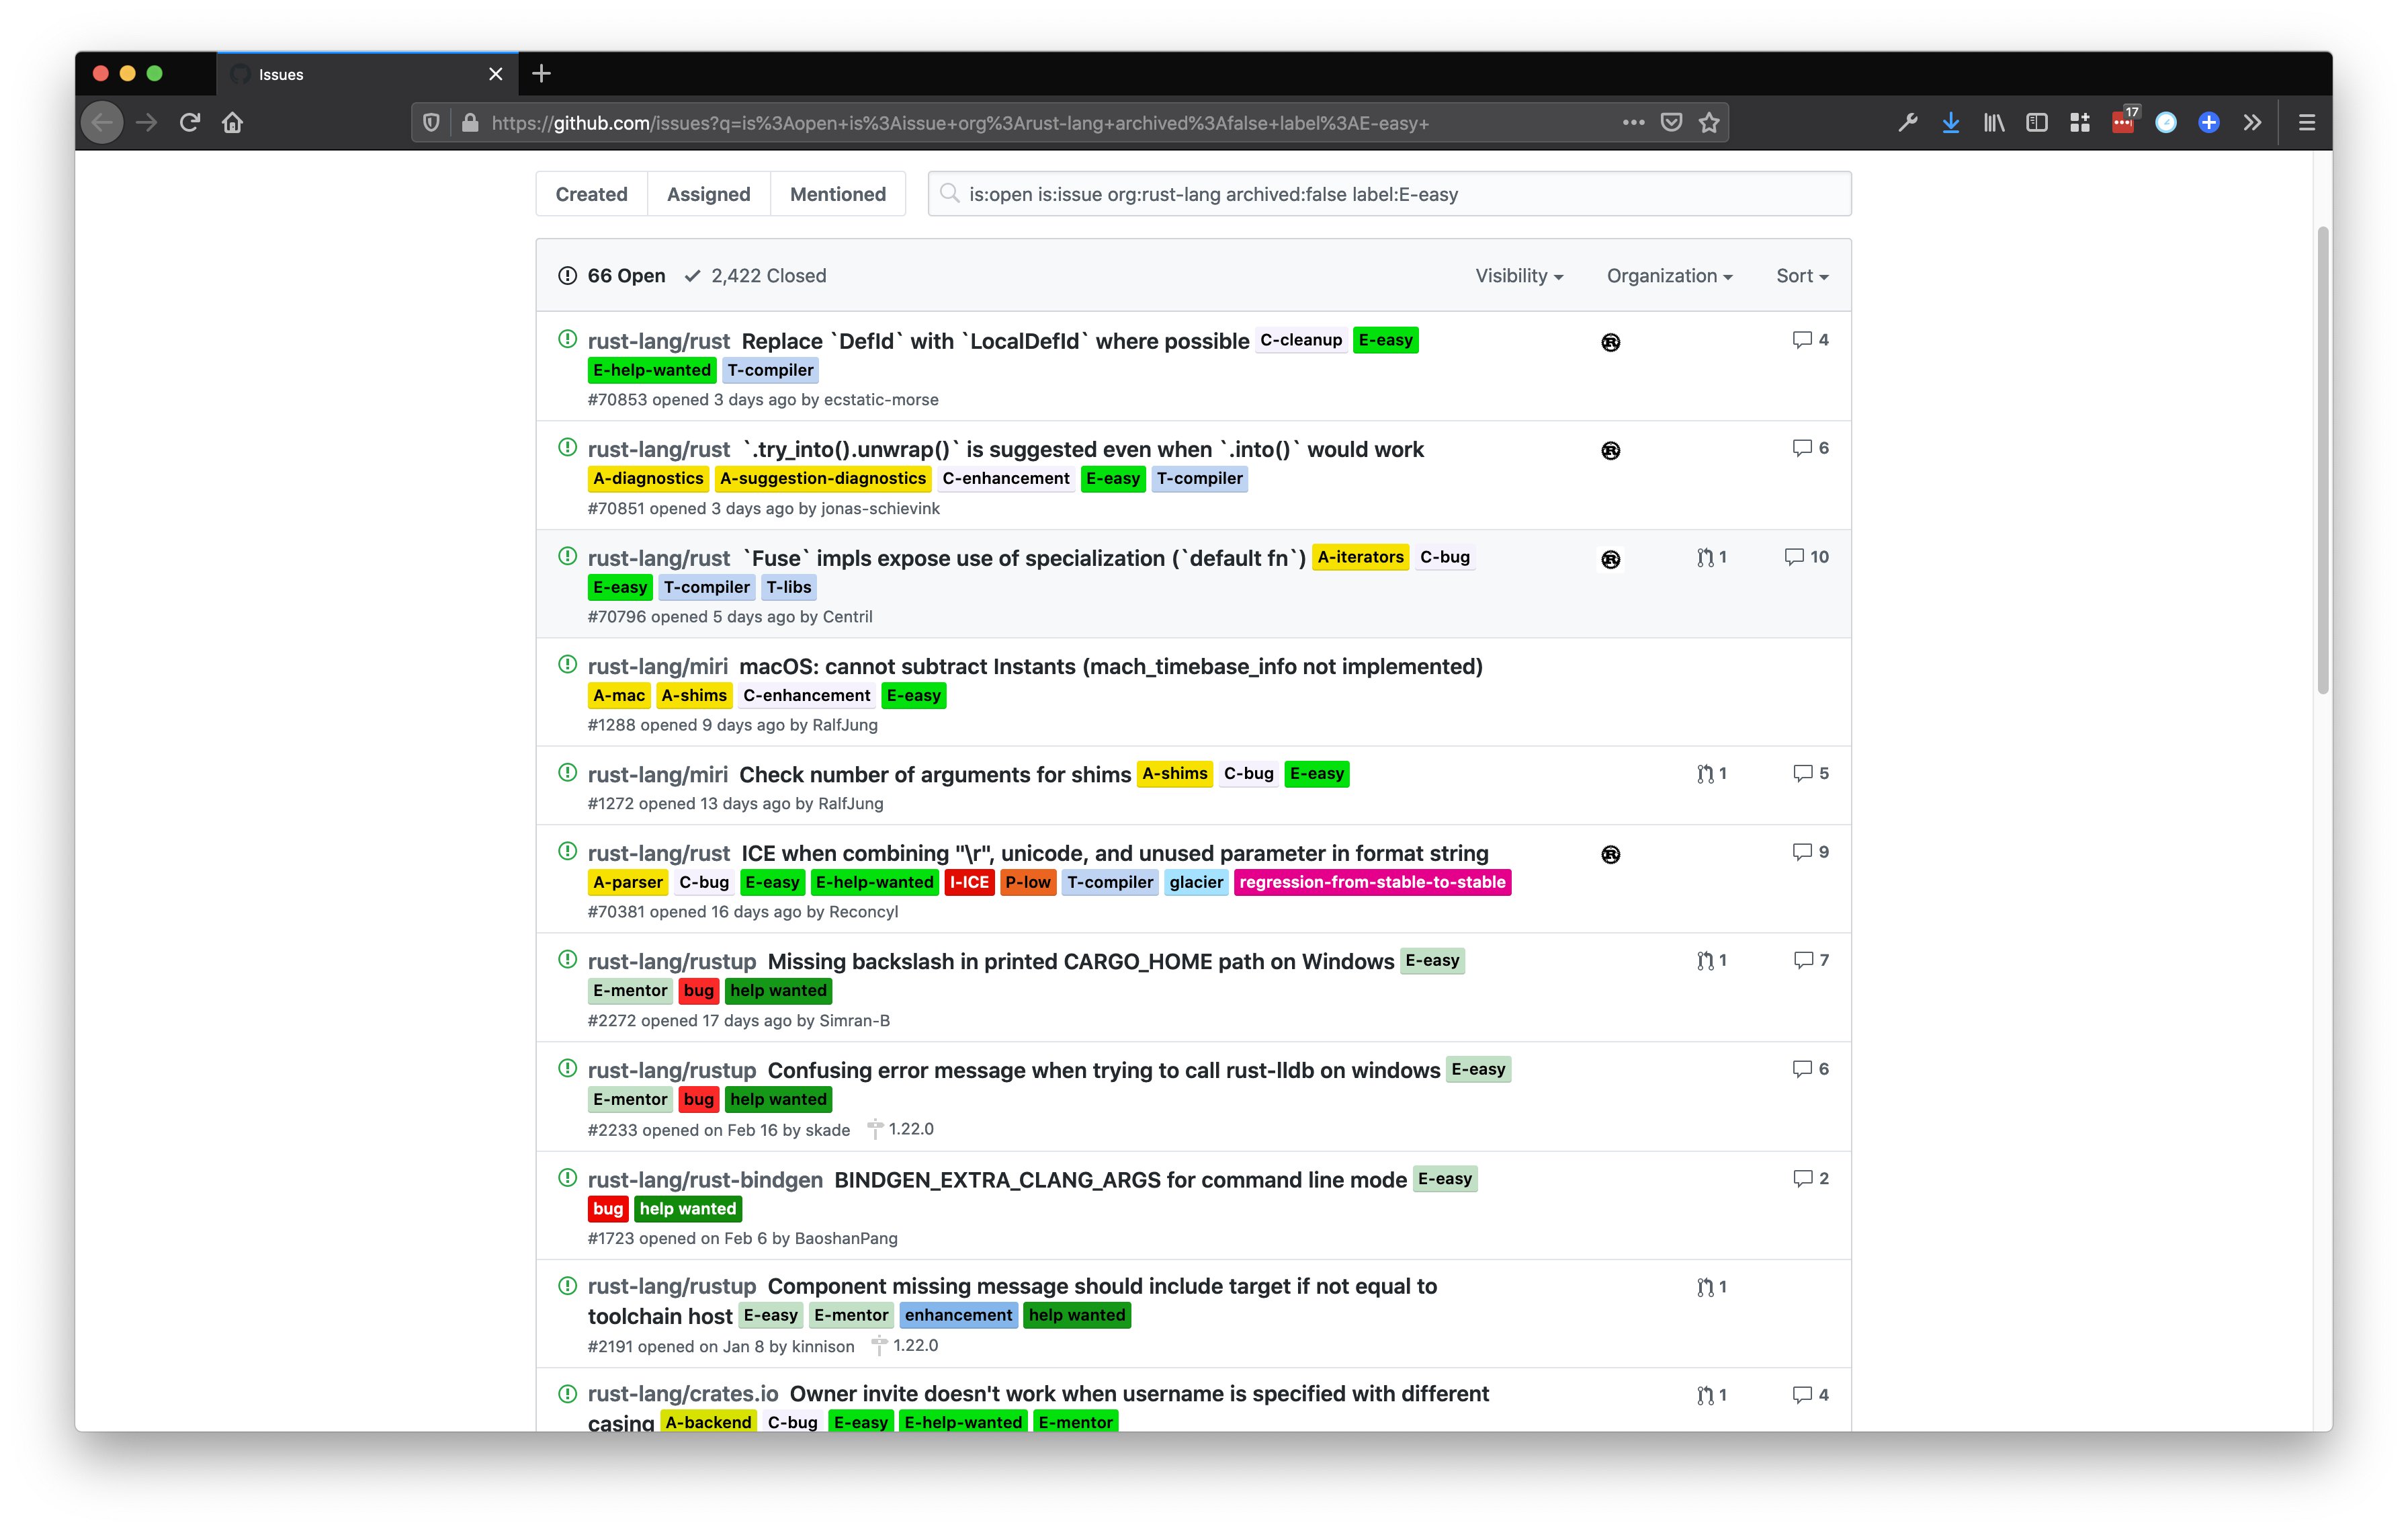 Issues
https://github.com/issues?q=is%3Aopen+is%3Aissue+org%3Arust-lang+archived%3Afalse+label%3AE-easy+
17
Created Assigned Mentioned is:open is:issue org:rust-lang archived:false label:E-easy
66 Open 2,422 Closed Visibility Organization Sort
rust-lang/rust Replace `DefId` with `LocalDefId` where possible C-cleanup E-easy 4
E-help-wanted T-compiler
#70853 opened 3 days ago by ecstatic-morse
rust-lang/rust `.try_into().unwrap()` is suggested even when `.into()` would work 6
A-diagnostics A-suggestion-diagnostics C-enhancement E-easy T-compiler
#70851 opened 3 days ago by jonas-schievink
rust-lang/rust `Fuse` impls expose use of specialization (`default fn`) A-iterators C-bug 1 10
E-easy T-compiler T-libs
#70796 opened 5 days ago by Centril
rust-lang/miri macOS: cannot subtract Instants (mach_timebase_info not implemented)
A-mac A-shims C-enhancement E-easy
#1288 opened 9 days ago by RalfJung
rust-lang/miri Check number of arguments for shims A-shims C-bug E-easy 1 5
#1272 opened 13 days ago by RalfJung
rust-lang/rust ICE when combining "\r", unicode, and unused parameter in format string 9
A-parser C-bug E-easy E-help-wanted I-ICE P-low T-compiler glacier regression-from-stable-to-stable
#70381 opened 16 days ago by Reconcyl
rust-lang/rustup Missing backslash in printed CARGO_HOME path on Windows E-easy 1 7
E-mentor bug help wanted
#2272 opened 17 days ago by Simran-B
rust-lang/rustup Confusing error message when trying to call rust-lldb on windows E-easy 6
E-mentor bug help wanted
#2233 opened on Feb 16 by skade 1.22.0
rust-lang/rust-bindgen BINDGEN_EXTRA_CLANG_ARGS for command line mode E-easy 2
bug help wanted
#1723 opened on Feb 6 by BaoshanPang
rust-lang/rustup Component missing message should include target if not equal to 1
toolchain host E-easy E-mentor enhancement help wanted
#2191 opened on Jan 8 by kinnison 1.22.0
rust-lang/crates.io Owner invite doesn't work when username is specified with different 1 4
casing A-backend C-bug E-easy E-help-wanted E-mentor